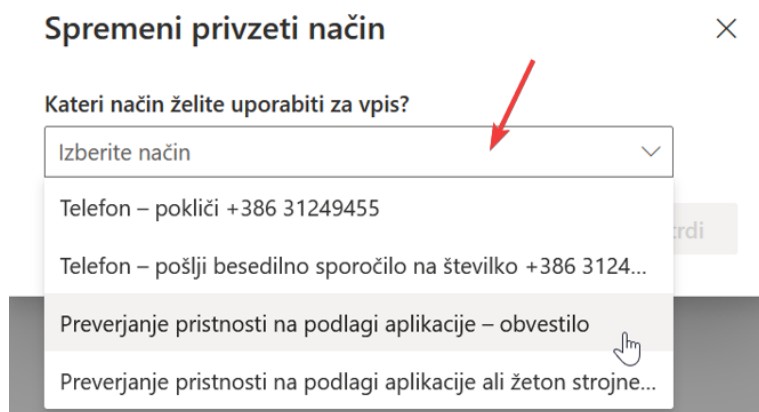 Spremeni privzeti način
Kateri način želite uporabiti za vpis?
Izberite način
Telefon – pokliči +386 31249455
rdi
Telefon – pošlji besedilno sporočilo na številko +386 3124...
Preverjanje pristnosti na podlagi aplikacije – obvestilo
Preverjanje pristnosti na podlagi aplikacije ali žeton strojne...